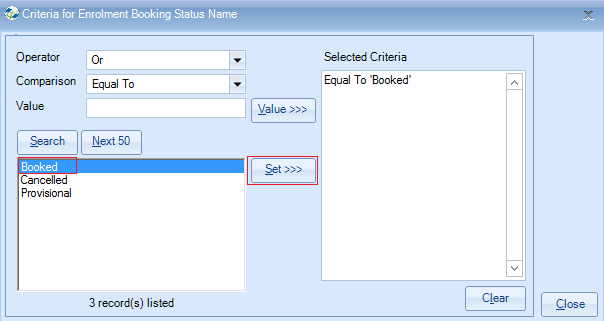 Criteria for Enrolment Booking Status Name
Operator Or
Comparison Equal To
Value Value >>>
Search Next 50
Booked
Cancelled
Provisional
Set >>>
3 record(s) listed
Selected Criteria
Equal To 'Booked'
Clear
Close